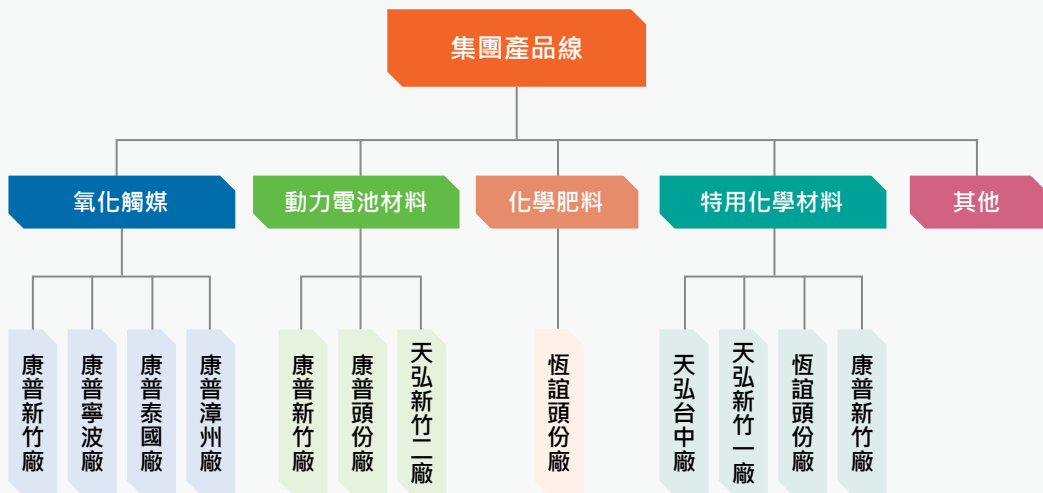 集團產品線
氧化觸媒
動力電池材料
化學肥料
特用化學材料
其他
康普新竹廠
康普寧波廠
康普泰國廠
康普漳州廠
康普新竹廠
康普頭份廠
天弘新竹二廠
恆誼頭份廠
天弘台中廠
天弘新竹一廠
恆誼頭份廠
康普新竹廠